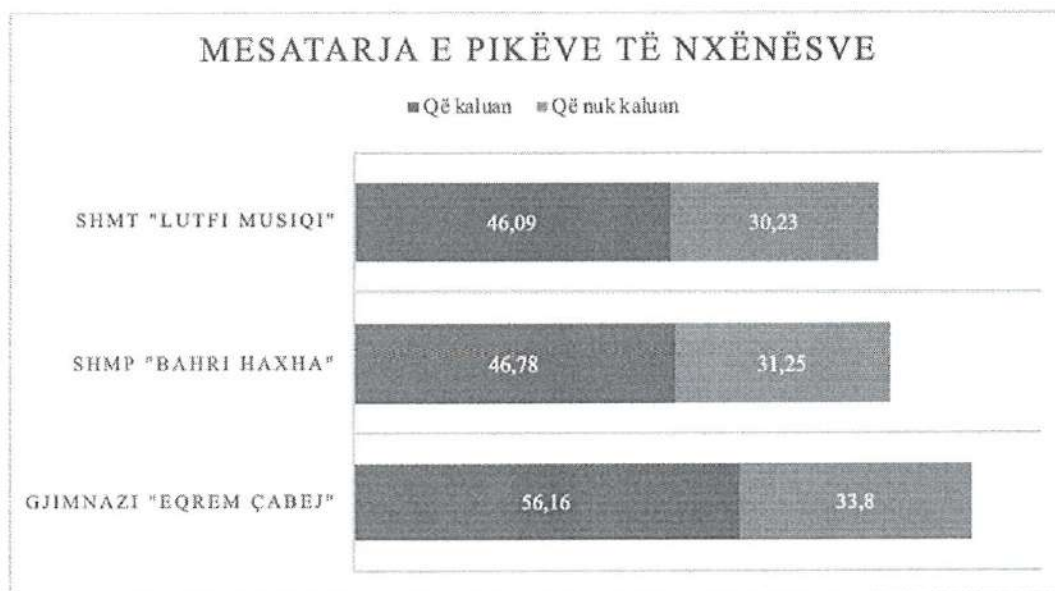 MESATARJA E PIKËVE TË NXËNËSVE
Që kaluan Që nuk kaluan
SHMT "LUTFI MUSIQI" 46,09 30,23
SHMP "BAHRI HAXHA" 46,78 31,25
GJIMNAZI "EQREM ÇABEJ" 56,16 33,8